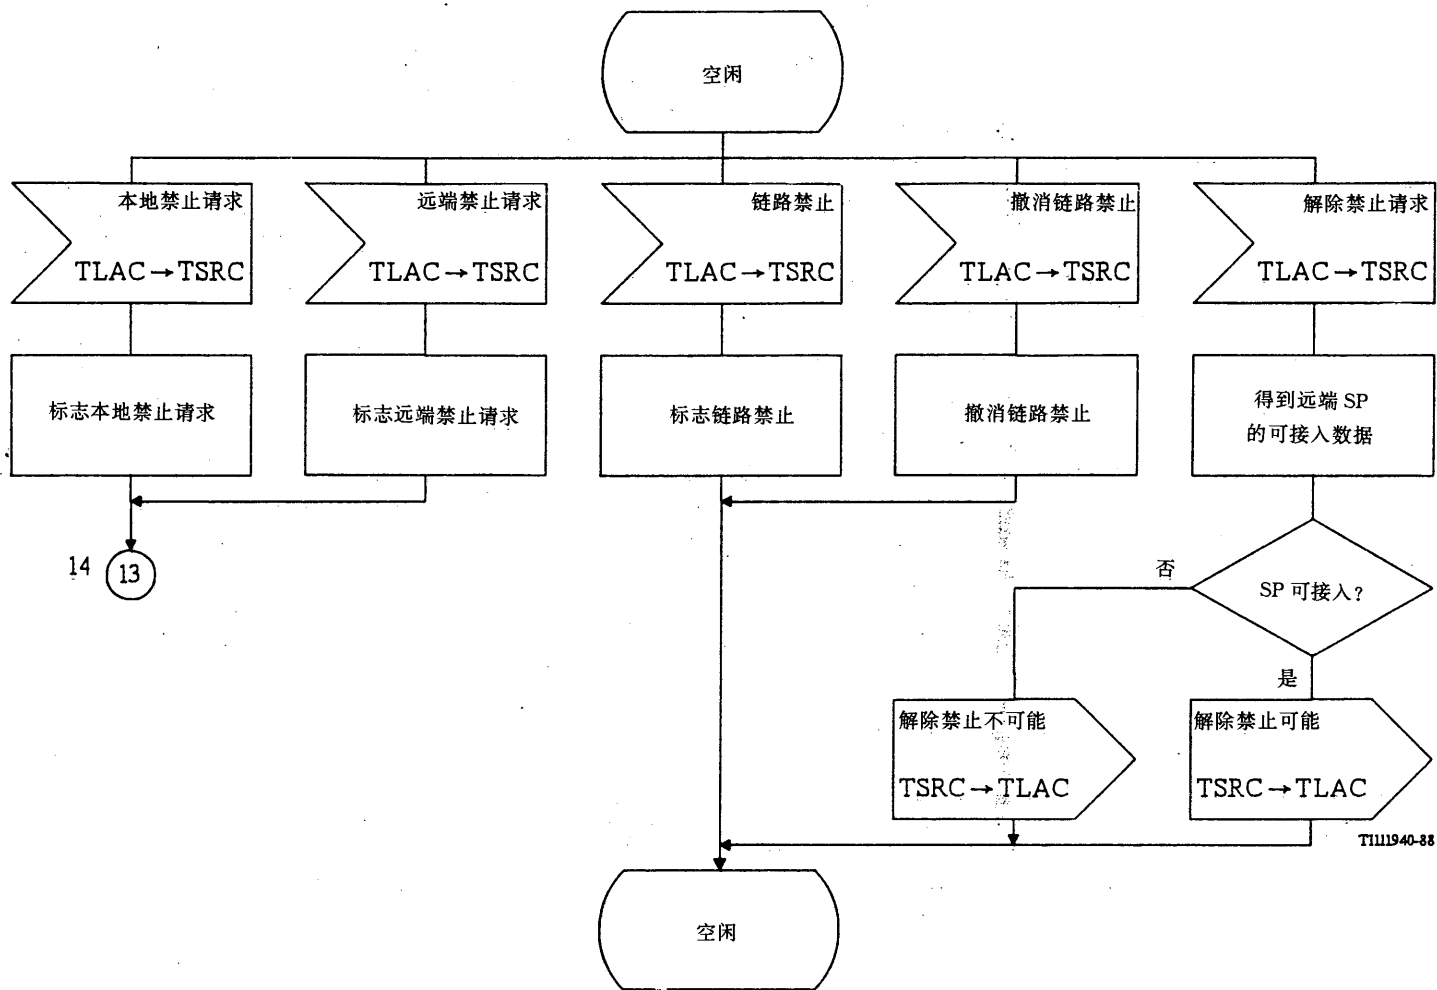 空闲
本地禁止请求
TLAC→TSRC
远端禁止请求
TLAC→TSRC
链路禁止
TLAC→TSRC
撤消链路禁止
TLAC→TSRC
解除禁止请求
TLAC→TSRC
标志本地禁止请求
标志远端禁止请求
标志链路禁止
撤消链路禁止
得到远端 SP
的可接入数据
14
13
否
SP 可接入?
是
解除禁止不可能
TSRC→TLAC
解除禁止可能
TSRC→TLAC
T1111940-88
空闲